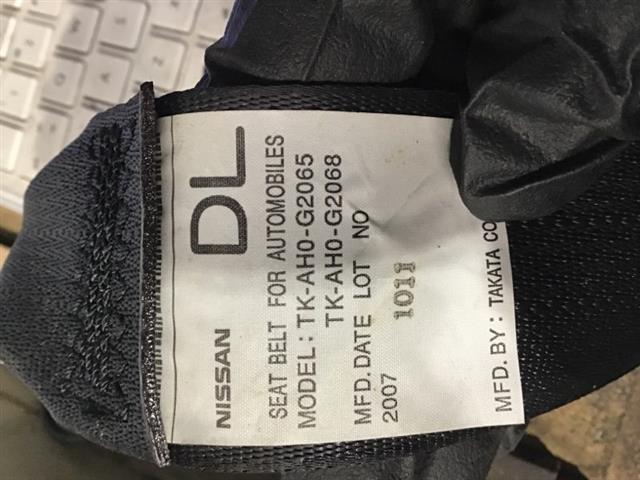 NISSAN DL
SEAT BELT FOR AUTOMOBILES
MODEL: TK-AH0-G2065
TK-AH0-G2068
MFD.DATE LOT NO
2007 1011
MFD.BY: TAKATA CO